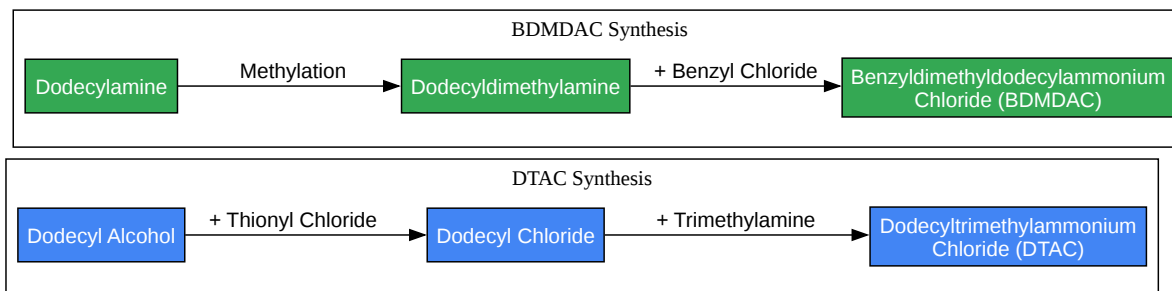 BDMDAC Synthesis
Dodecylamine
Methylation
Dodecyldimethylamine
+ Benzyl Chloride
Benzyldimethyldodecylammonium
Chloride (BDMDAC)
DTAC Synthesis
Dodecyl Alcohol
+ Thionyl Chloride
Dodecyl Chloride
+ Trimethylamine
Dodecyltrimethylammonium
Chloride (DTAC)